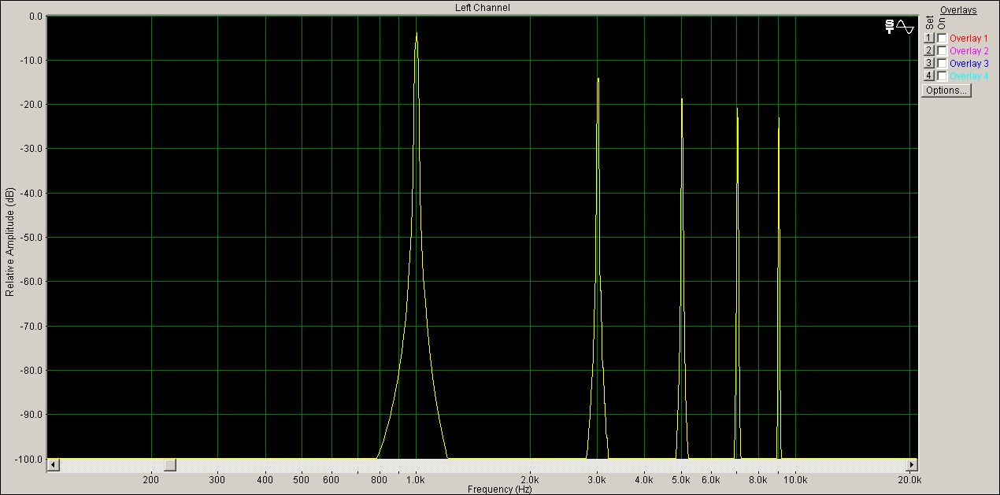 Left Channel
0.0
-10.0
-20.0
-30.0
-40.0
-50.0
-60.0
-70.0
-80.0
-90.0
-100.0
Relative Amplitude (dB)
200 300 400 500 600 800 1.0k 2.0k 3.0k 4.0k 5.0k 6.0k 8.0k 10.0k 20.0k
Frequency (Hz)
S
T
Overlays
Set On
1 Overlay 1
2 Overlay 2
3 Overlay 3
4 Overlay 4
Options...